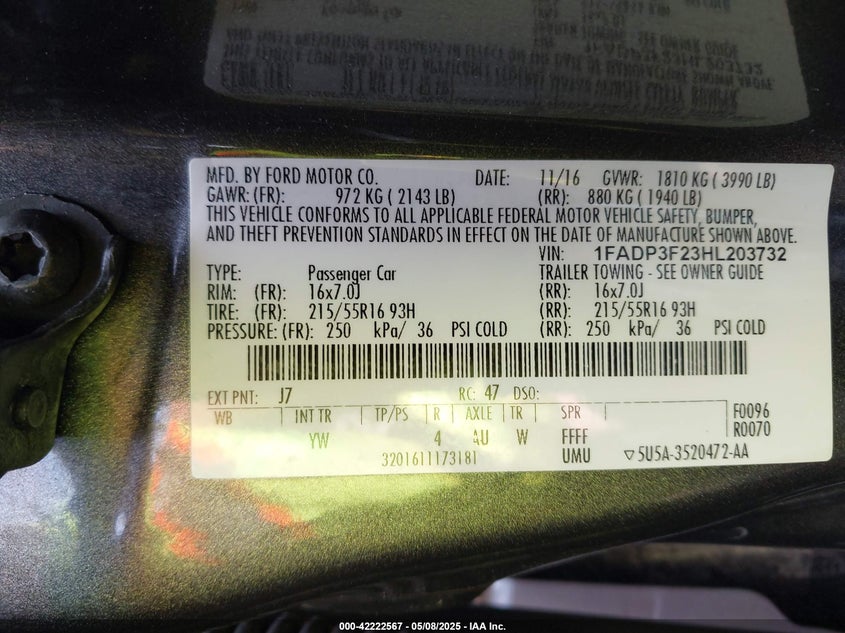 MFD. BY FORD MOTOR CO. DATE: 11/16 GVWR: 1810 KG ( 3990 LB)
GAWR: (FR): 972 KG ( 2143 LB) (RR): 880 KG ( 1940 LB)
THIS VEHICLE CONFORMS TO ALL APPLICABLE FEDERAL MOTOR VEHICLE SAFETY, BUMPER,
AND THEFT PREVENTION STANDARDS IN EFFECT ON THE DATE OF MANUFACTURE SHOWN ABOVE.
VIN: 1FADP3F23HL203732
TYPE: Passenger Car TRAILER TOWING - SEE OWNER GUIDE
RIM: (FR): 16x7.0J (RR): 16x7.0J
TIRE: (FR): 215/55R16 93H (RR): 215/55R16 93H
PRESSURE: (FR): 250 kPa/ 36 PSI COLD (RR): 250 kPa/ 36 PSI COLD
EXT PNT: J7 RC: 47 DSO:
WB INT TR TP/PS R AXLE TR SPR F0096
YW 4 AU W FFFF R0070
3201611173181 UMU ▽5U5A-3520472-AA
000-42222567 - 05/08/2025 - IAA Inc.